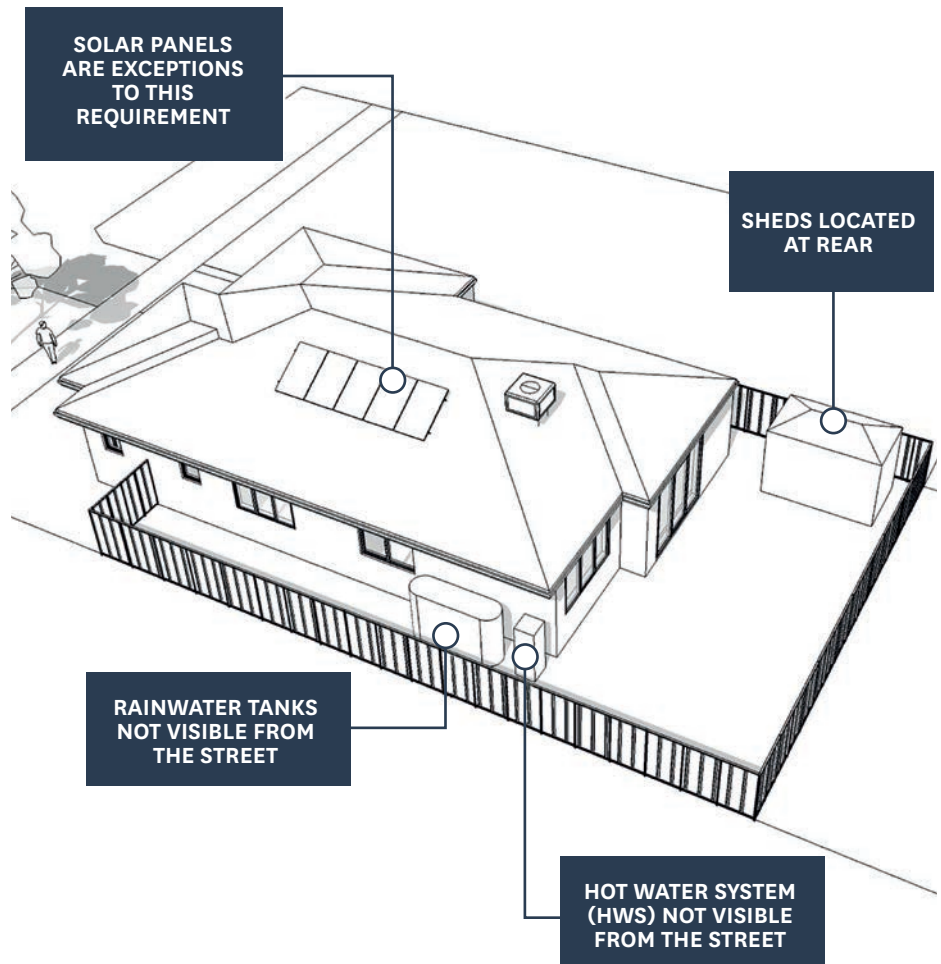 SOLAR PANELS
ARE EXCEPTIONS
TO THIS
REQUIREMENT
SHEDS LOCATED
AT REAR
RAINWATER TANKS
NOT VISIBLE FROM
THE STREET
HOT WATER SYSTEM
(HWS) NOT VISIBLE
FROM THE STREET